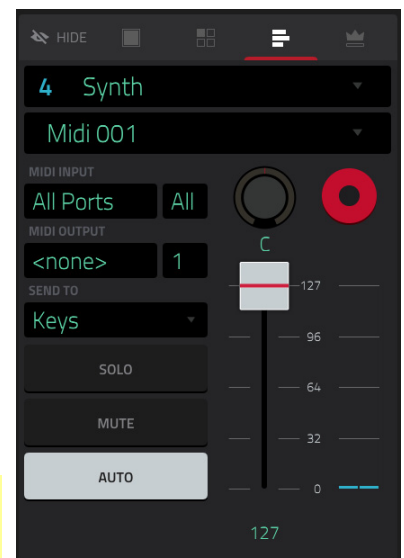 HIDE
4 Synth
Midi 001
MIDI INPUT
All Ports All
MIDI OUTPUT
<none> 1
SEND TO
Keys
SOLO
MUTE
AUTO
C
127
96
64
32
0
127